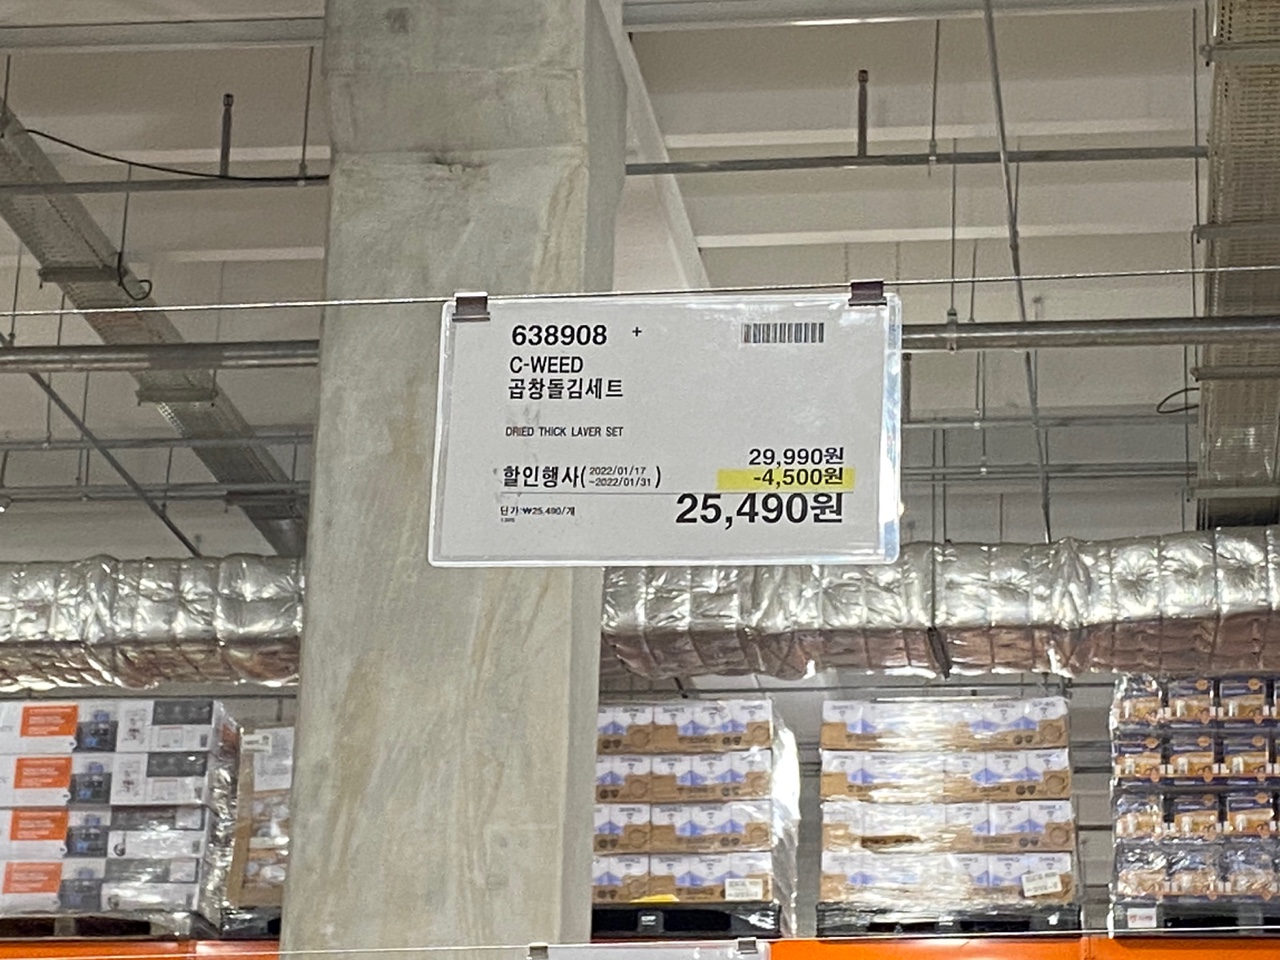 638908 +
C-WEED
곱창돌김세트
DRIED THICK LAVER SET
29,990원
할인행사( 2022/01/17 ~2022/01/31 ) -4,500원
25,490원
단가:₩25,490/개